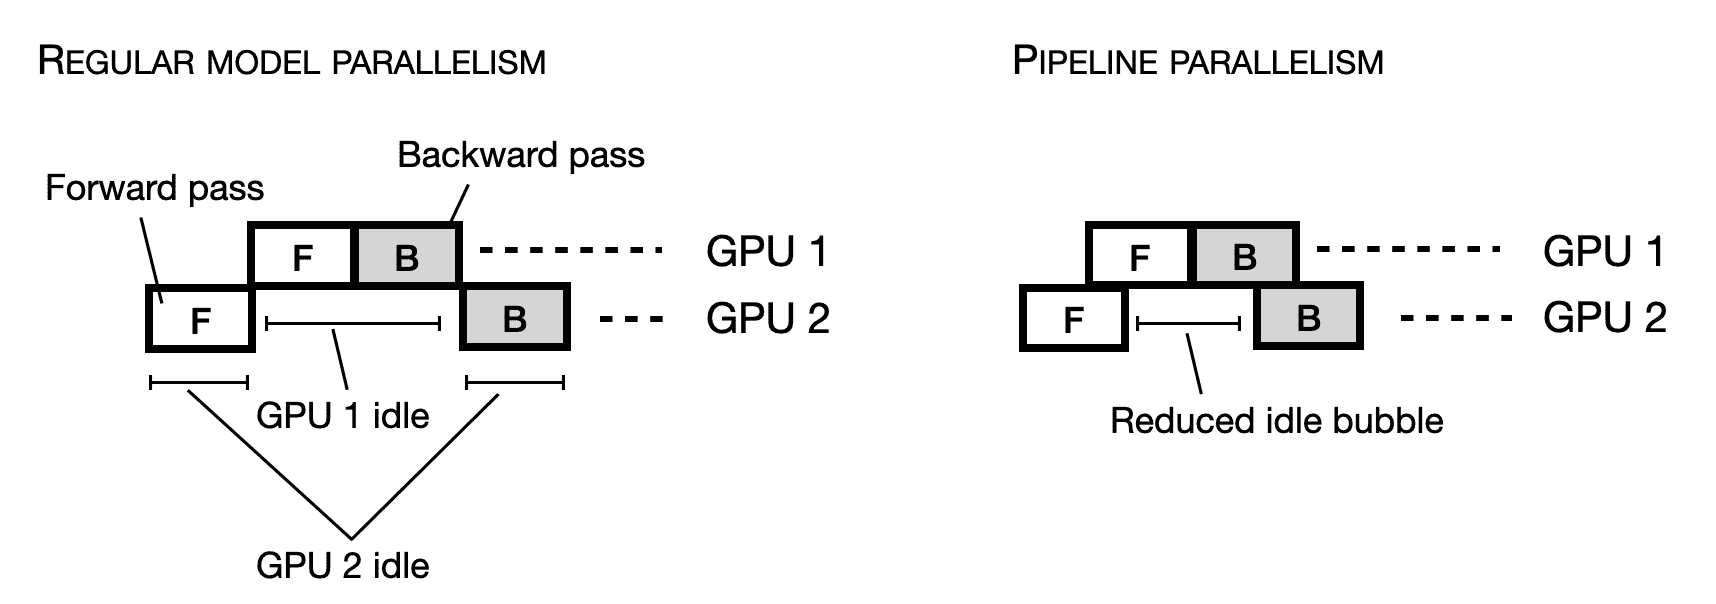 REGULAR MODEL PARALLELISM
PIPELINE PARALLELISM
Backward pass
Forward pass
F B GPU 1
F B GPU 2
GPU 1 idle
GPU 2 idle
F B GPU 1
F B GPU 2
Reduced idle bubble